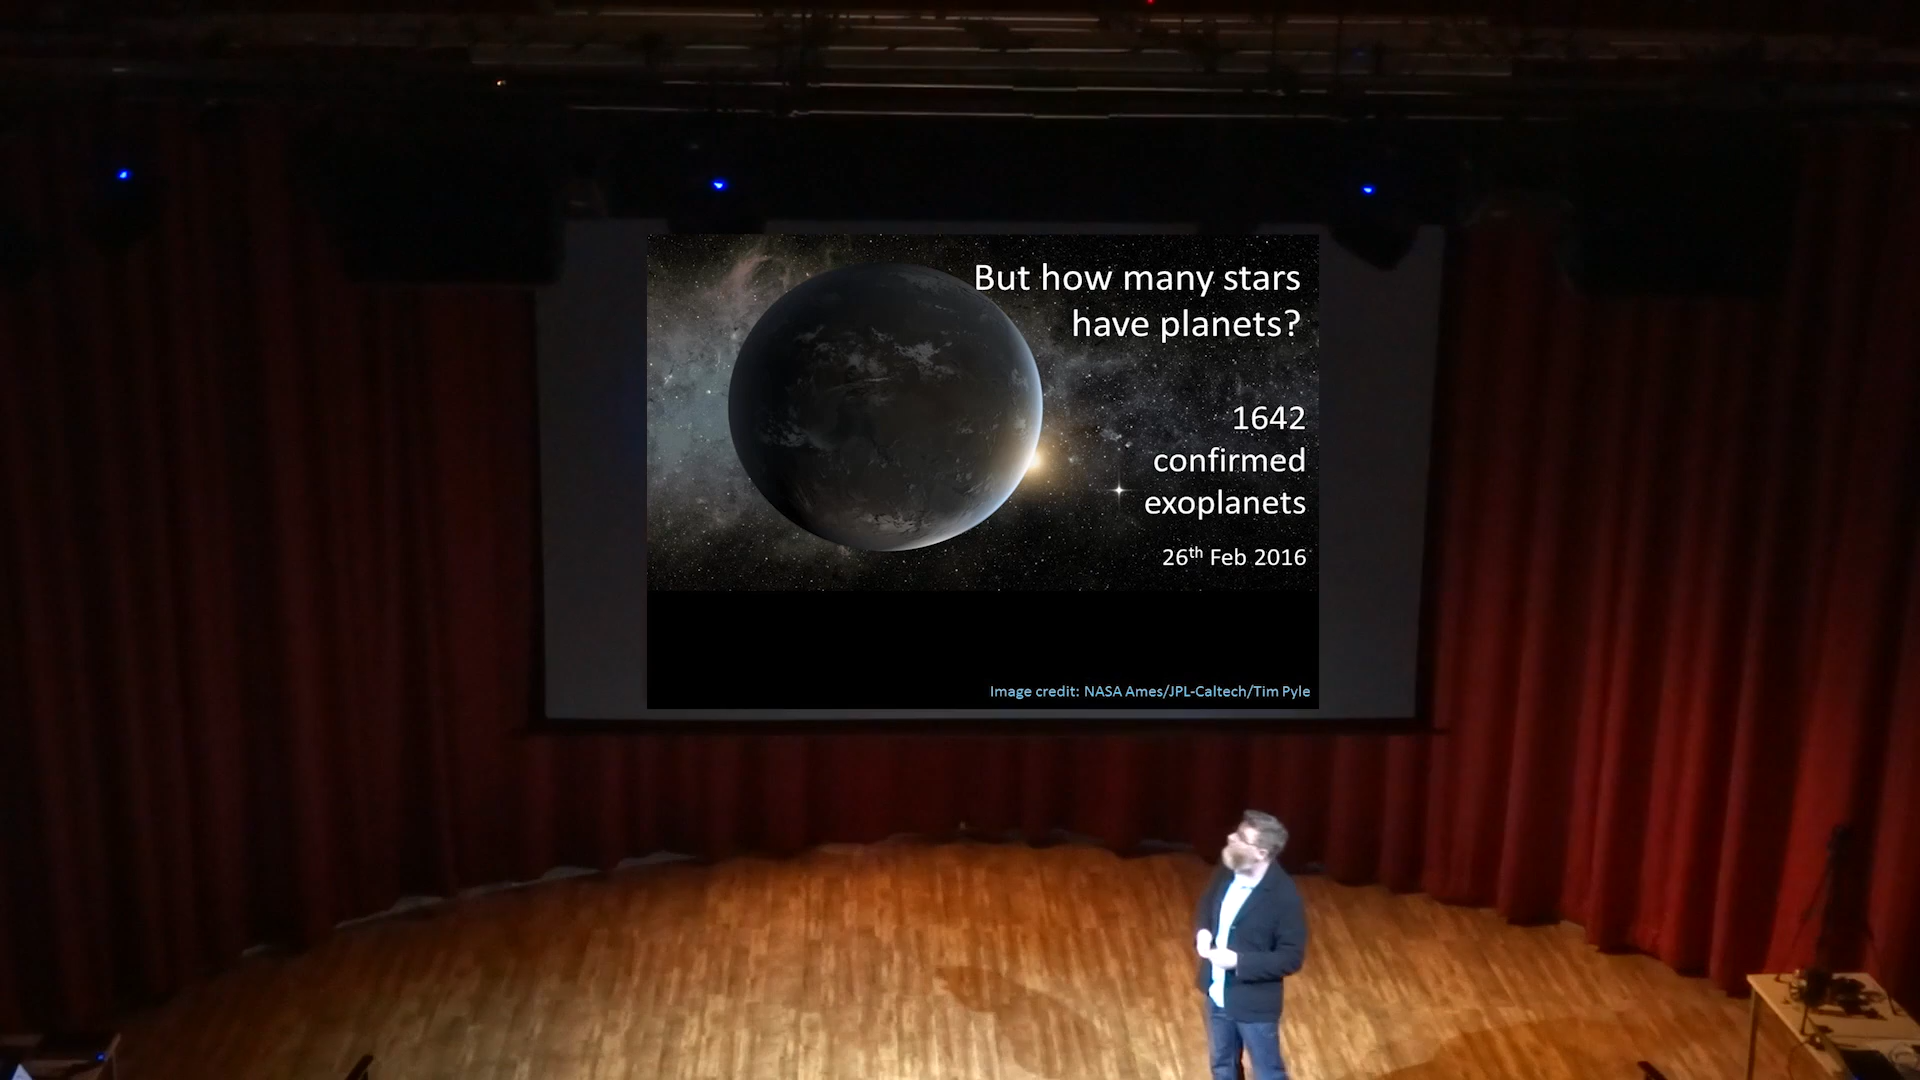 But how many stars
have planets?
1642
confirmed
exoplanets
26th Feb 2016
Image credit: NASA Ames/JPL-Caltech/Tim Pyle